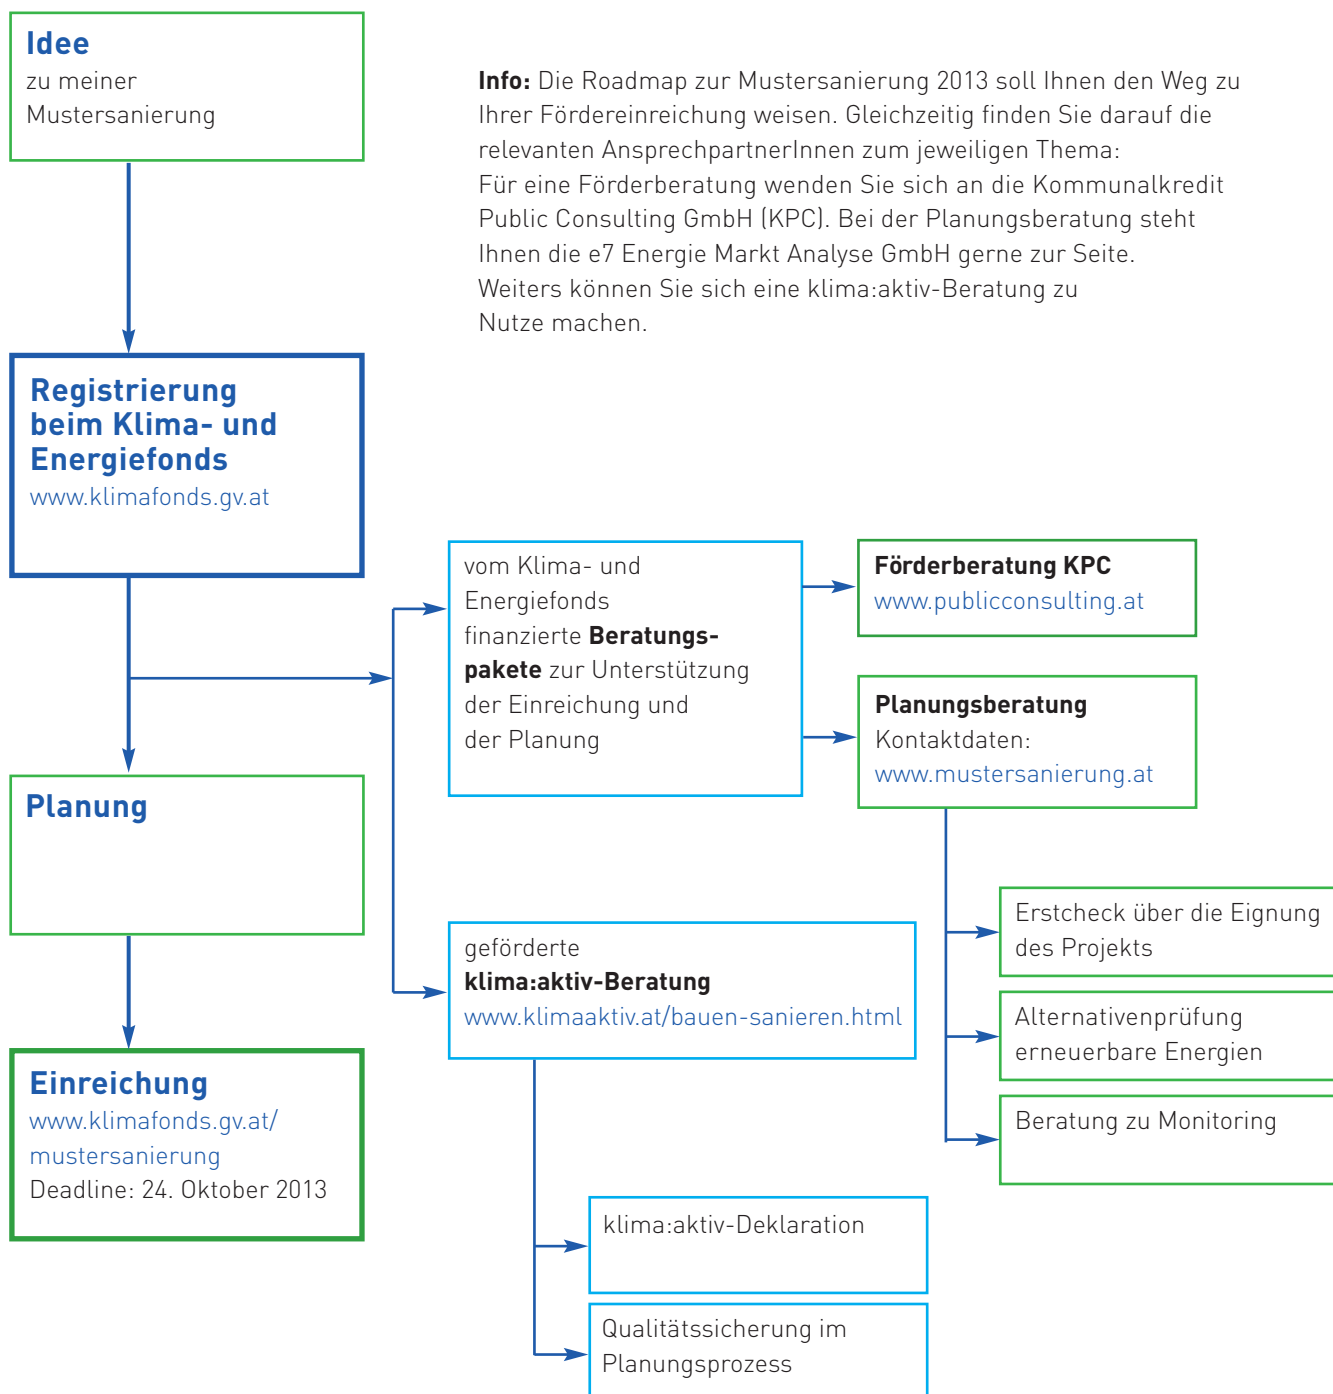 Idee
zu meiner
Mustersanierung
Info: Die Roadmap zur Mustersanierung 2013 soll Ihnen den Weg zu
Ihrer Fördereinreichung weisen. Gleichzeitig finden Sie darauf die
relevanten AnsprechpartnerInnen zum jeweiligen Thema:
Für eine Förderberatung wenden Sie sich an die Kommunalkredit
Public Consulting GmbH (KPC). Bei der Planungsberatung steht
Ihnen die e7 Energie Markt Analyse GmbH gerne zur Seite.
Weiters können Sie sich eine klima:aktiv-Beratung zu
Nutze machen.
Registrierung
beim Klima- und
Energiefonds
www.klimafonds.gv.at
vom Klima- und
Energiefonds
finanzierte Beratungs-
pakete zur Unterstützung
der Einreichung und
der Planung
Förderberatung KPC
www.publicconsulting.at
Planungsberatung
Kontaktdaten:
www.mustersanierung.at
Planung
Erstcheck über die Eignung
des Projekts
Alternativenprüfung
erneuerbare Energien
Beratung zu Monitoring
geförderte
klima:aktiv-Beratung
www.klimaaktiv.at/bauen-sanieren.html
Einreichung
www.klimafonds.gv.at/
mustersanierung
Deadline: 24. Oktober 2013
klima:aktiv-Deklaration
Qualitätssicherung im
Planungsprozess